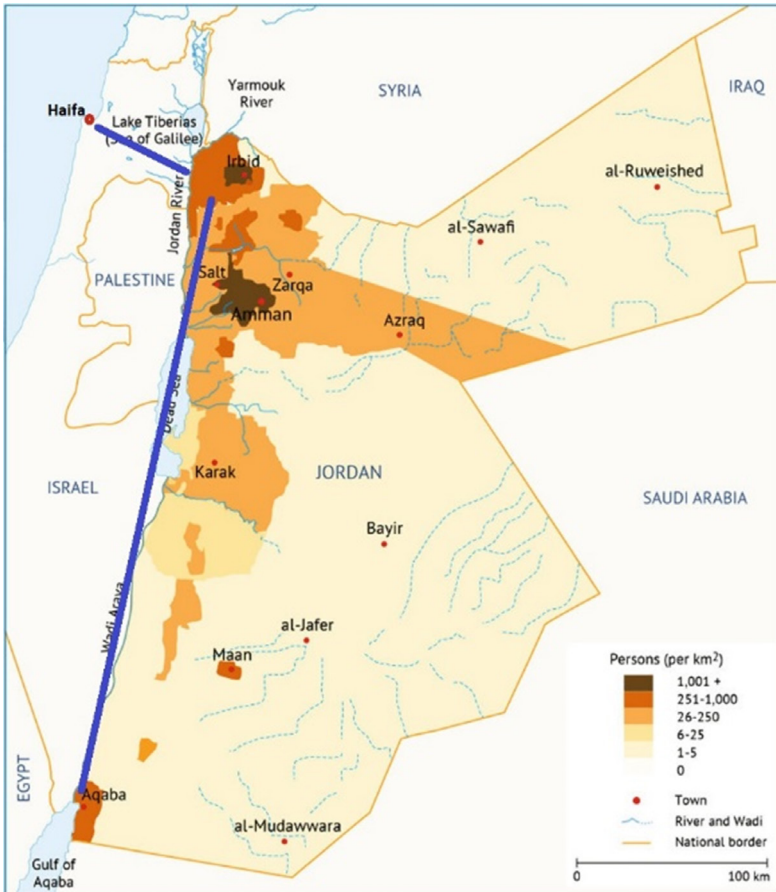 Yarmouk
River
SYRIA
IRAQ
Haifa
Lake Tiberias
(Sea of Galilee)
Irbid
al-Ruweished
Jordan River
al-Sawafi
PALESTINE
Salt
Zarqa
Amman
Azraq
Dead Sea
Karak
JORDAN
ISRAEL
SAUDI ARABIA
Bayir
Wadi Arava
al-Jafer
Maan
EGYPT
Aqaba
al-Mudawwara
Gulf of
Aqaba
Persons (per km²)
1,001 +
251-1,000
26-250
6-25
1-5
0
Town
River and Wadi
National border
0 100 km